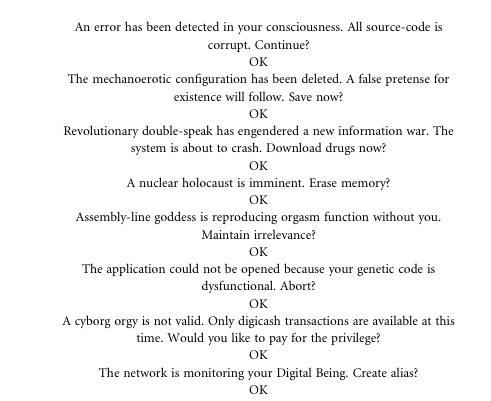 An error has been detected in your consciousness. All source-code is
corrupt. Continue?
OK
The mechanoerotic configuration has been deleted. A false pretense for
existence will follow. Save now?
OK
Revolutionary double-speak has engendered a new information war. The
system is about to crash. Download drugs now?
OK
A nuclear holocaust is imminent. Erase memory?
OK
Assembly-line goddess is reproducing orgasm function without you.
Maintain irrelevance?
OK
The application could not be opened because your genetic code is
dysfunctional. Abort?
OK
A cyborg orgy is not valid. Only digicash transactions are available at this
time. Would you like to pay for the privilege?
OK
The network is monitoring your Digital Being. Create alias?
OK